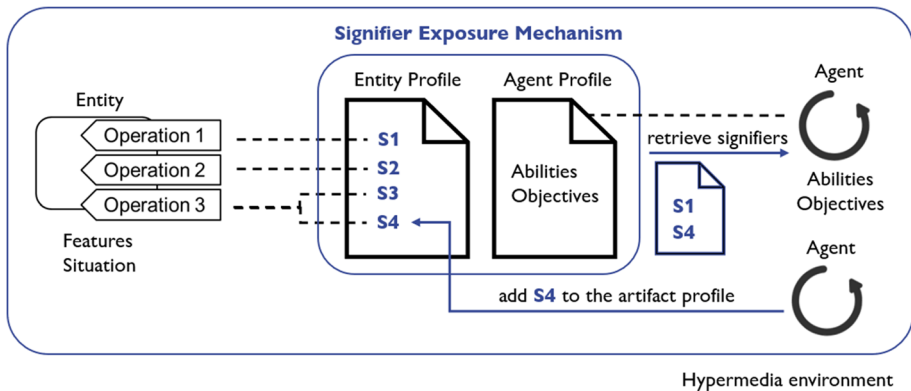 Signifier Exposure Mechanism
Entity Profile
Agent Profile
Agent
Entity
Operation 1
Operation 2
Operation 3
Features
Situation
S1
S2
S3
S4
Abilities
Objectives
retrieve signifiers
S1
S4
Abilities
Objectives
Agent
add S4 to the artifact profile
Hypermedia environment